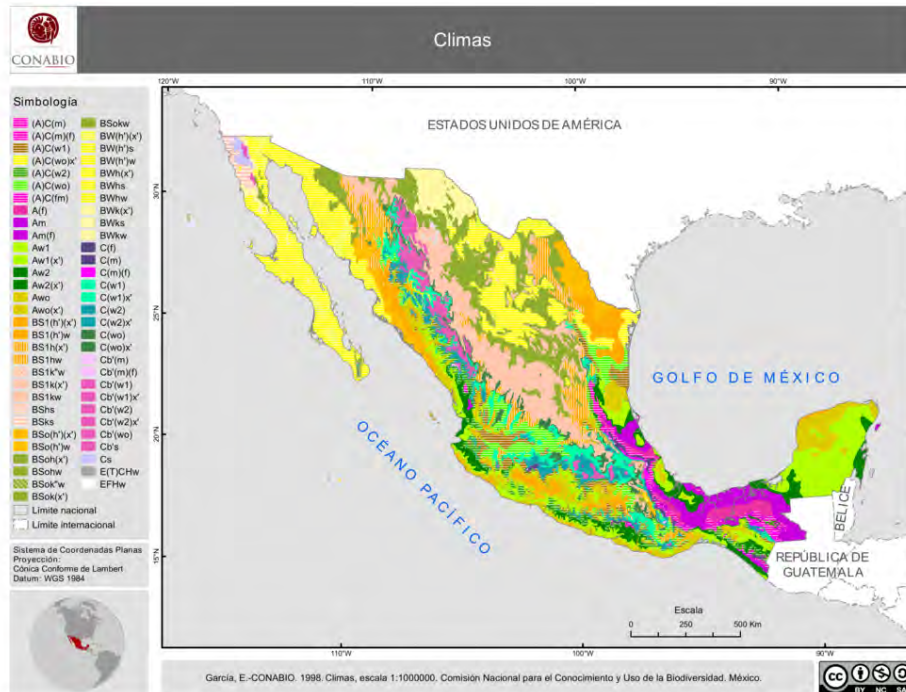 CONABIO
Climas
120°W
110°W
100°W
90°W
Simbología
(A)C(m)
(A)C(m)(f)
(A)C(w1)
(A)C(wo)x'
(A)C(w2)
(A)C(wo)
(A)C(fm)
A(f)
Am
Am(f)
Aw1
Aw1(x')
Aw2
Aw2(x')
Awo
Awo(x')
BS1(h')(x')
BS1(h')w
BS1h(x')
BS1hw
BS1k"w
BS1k(x')
BS1kw
BShs
BSks
BSo(h')(x')
BSo(h')w
BSoh(x')
BSohw
BSok"w
BSok(x')
BSokw
BW(h')(x')
BW(h')s
BW(h')w
BWh(x')
BWhs
BWhw
BWk(x')
BWks
BWkw
C(f)
C(m)
C(m)(f)
C(w1)
C(w1)x'
C(w2)
C(w2)x'
C(wo)
C(wo)x'
Cb'(m)
Cb'(m)(f)
Cb'(w1)
Cb'(w1)x'
Cb'(w2)
Cb'(w2)x'
Cb'(wo)
Cb's
Cs
E(T)CHw
EFHw
Límite nacional
Límite internacional
Sistema de Coordenadas Planas
Proyección:
Cónica Conforme de Lambert
Datum: WGS 1984
ESTADOS UNIDOS DE AMÉRICA
30°N
25°N
20°N
15°N
GOLFO DE MÉXICO
OCÉANO PACÍFICO
BELICE
REPÚBLICA DE
GUATEMALA
Escala
0 250 500 Km
110°W
100°W
90°W
García, E.-CONABIO. 1998. Climas, escala 1:1000000. Comisión Nacional para el Conocimiento y Uso de la Biodiversidad. México.
cc
BY NC SA